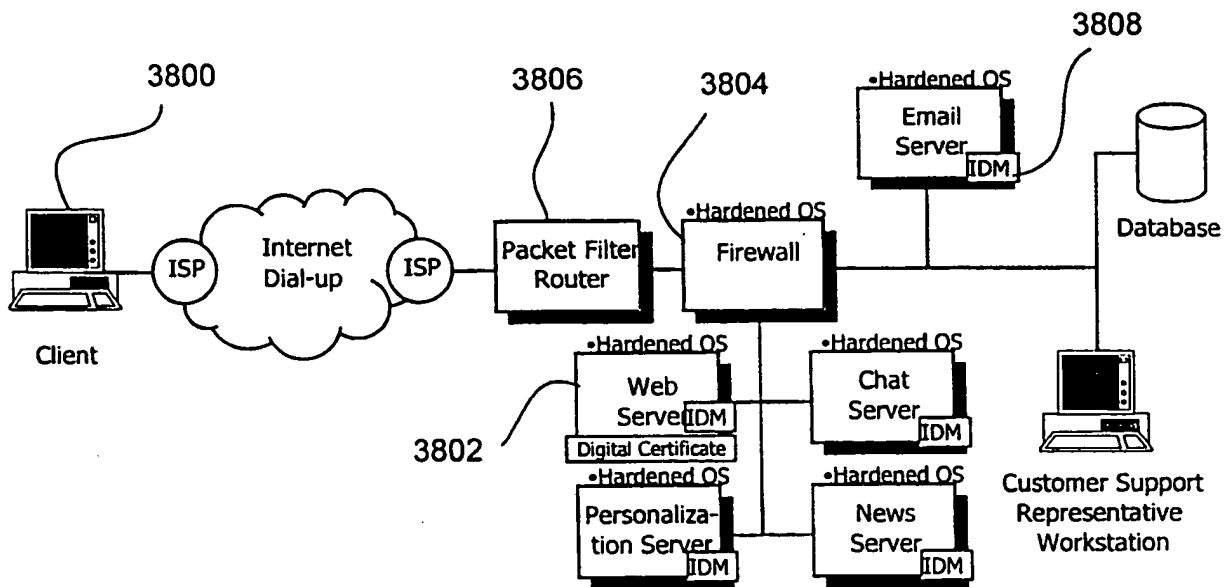 3808
3800
3806
3804
•Hardened OS
Email
Server
IDM
Database
•Hardened OS
Internet
Dial-up
ISP
ISP
Packet Filter
Router
Firewall
Client
•Hardened OS
Web
Server
IDM
Digital Certificate
3802
•Hardened OS
Chat
Server
IDM
•Hardened OS
Personaliza-
tion Server
IDM
•Hardened OS
News
Server
IDM
Customer Support
Representative
Workstation